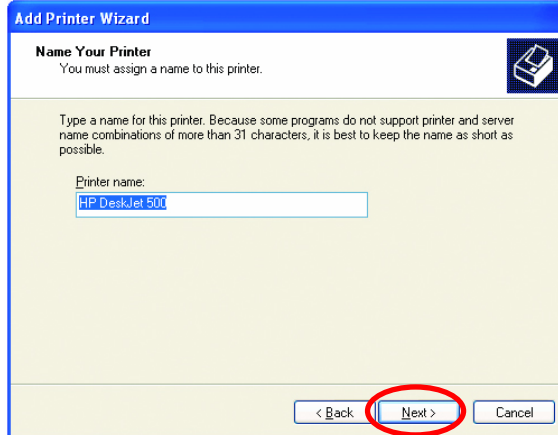 Add Printer Wizard
Name Your Printer
You must assign a name to this printer.
Type a name for this printer. Because some programs do not support printer and server
name combinations of more than 31 characters, it is best to keep the name as short as
possible.
Printer name:
HP DeskJet 500
< Back
Next >
Cancel